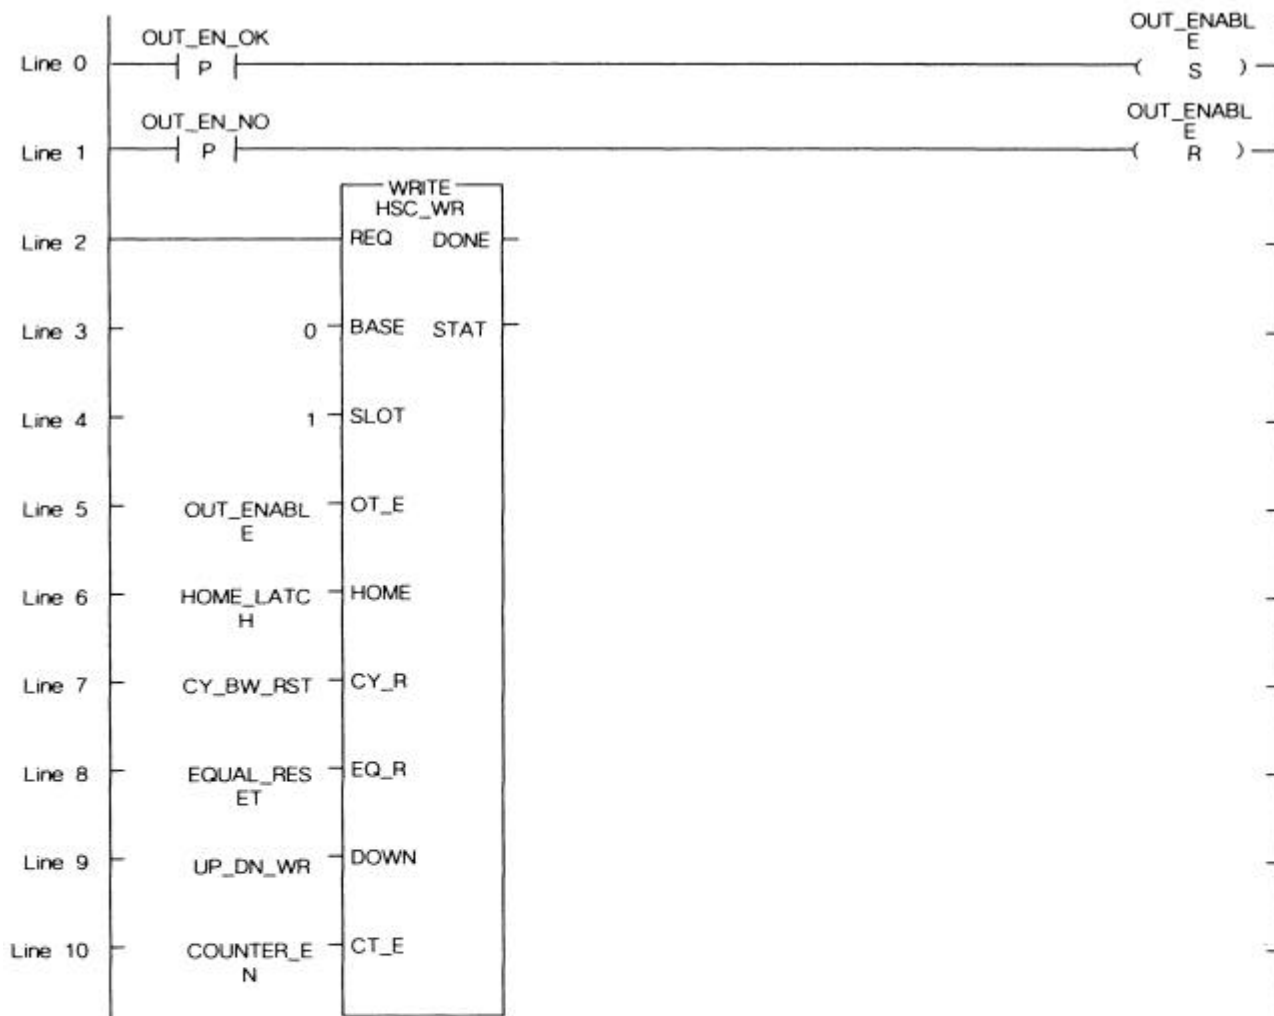 OUT_EN_OK
OUT_ENABL
E
Line 0
P
( S )
OUT_EN_NO
OUT_ENABL
E
Line 1
P
( R )
WRITE
HSC_WR
Line 2
REQ DONE
Line 3 0 BASE STAT
Line 4 1 SLOT
Line 5 OUT_ENABL OT_E
E
Line 6 HOME_LATC HOME
H
Line 7 CY_BW_RST CY_R
Line 8 EQUAL_RES EQ_R
ET
Line 9 UP_DN_WR DOWN
Line 10 COUNTER_E CT_E
N